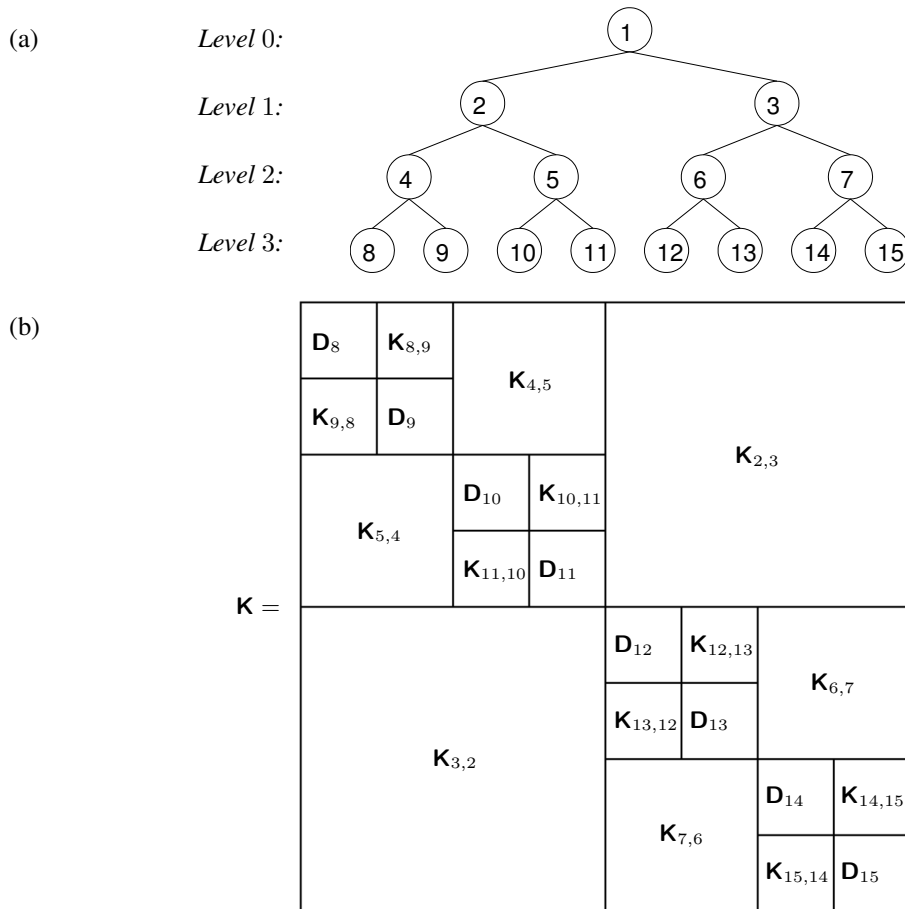 (a)
Level 0: 1
Level 1: 2 3
Level 2: 4 5 6 7
Level 3: 8 9 10 11 12 13 14 15
(b)
D₈ K₈,₉
K₄,₅
K₉,₈ D₉
K₂,₃
D₁₀ K₁₀,₁₁
K₅,₄
K₁₁,₁₀ D₁₁
K =
D₁₂ K₁₂,₁₃
K₆,₇
K₁₃,₁₂ D₁₃
K₃,₂
D₁₄ K₁₄,₁₅
K₇,₆
K₁₅,₁₄ D₁₅